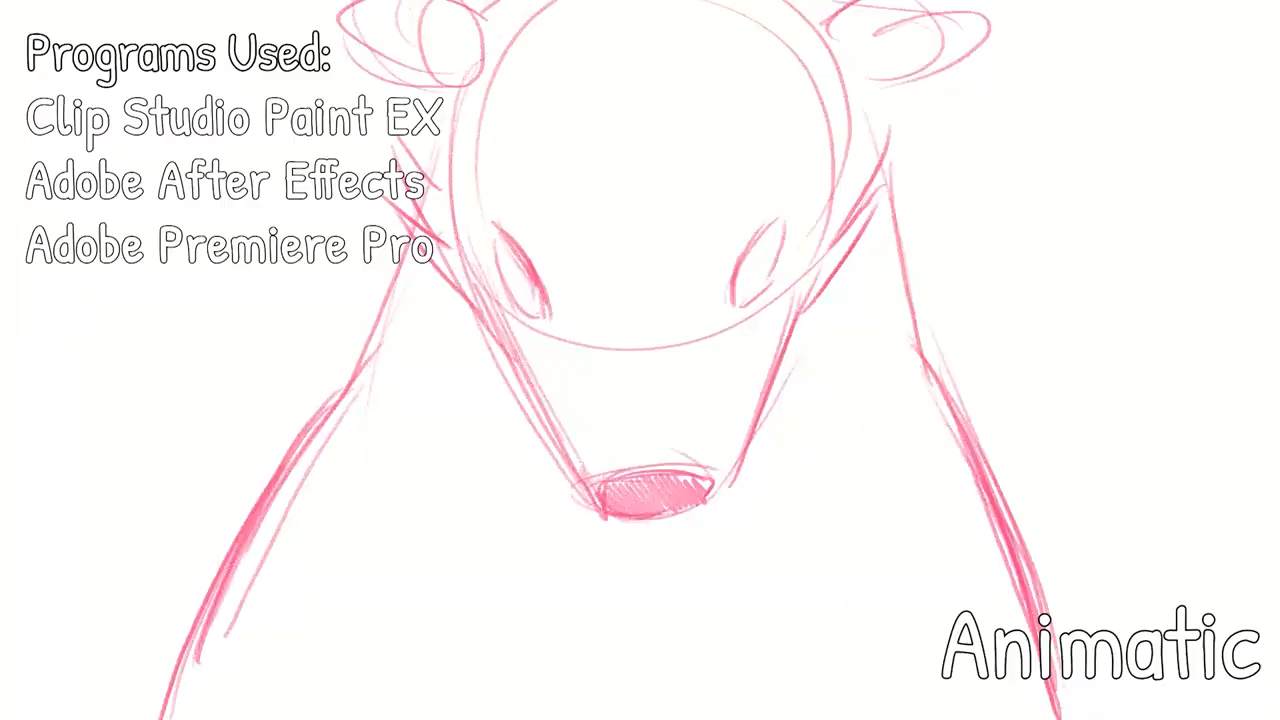 Programs Used:
Clip Studio Paint EX
Adobe After Effects
Adobe Premiere Pro
Animatic